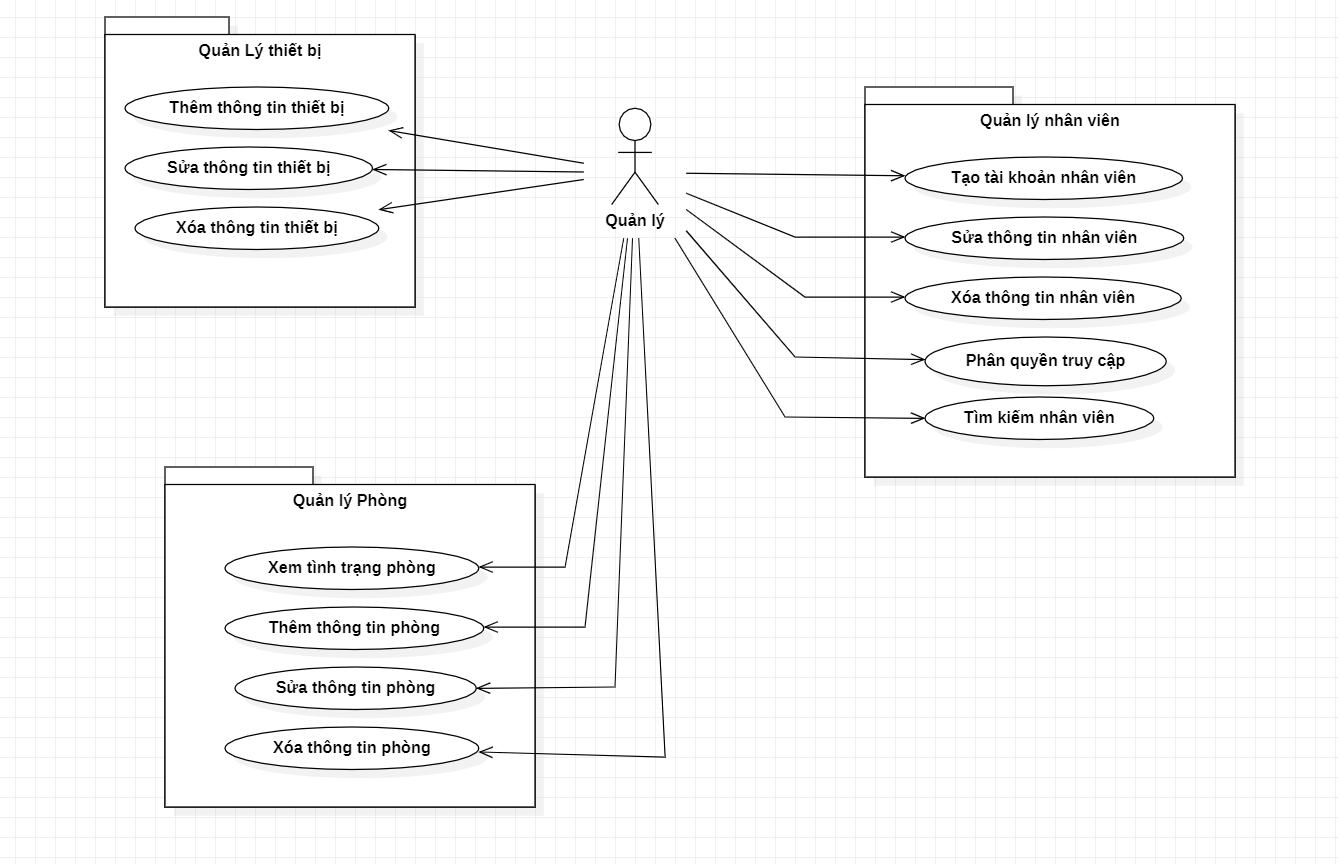 Quản Lý thiết bị
Thêm thông tin thiết bị
Sửa thông tin thiết bị
Xóa thông tin thiết bị
Quản lý
Quản lý nhân viên
Tạo tài khoản nhân viên
Sửa thông tin nhân viên
Xóa thông tin nhân viên
Phân quyền truy cập
Tìm kiếm nhân viên
Quản lý Phòng
Xem tình trạng phòng
Thêm thông tin phòng
Sửa thông tin phòng
Xóa thông tin phòng